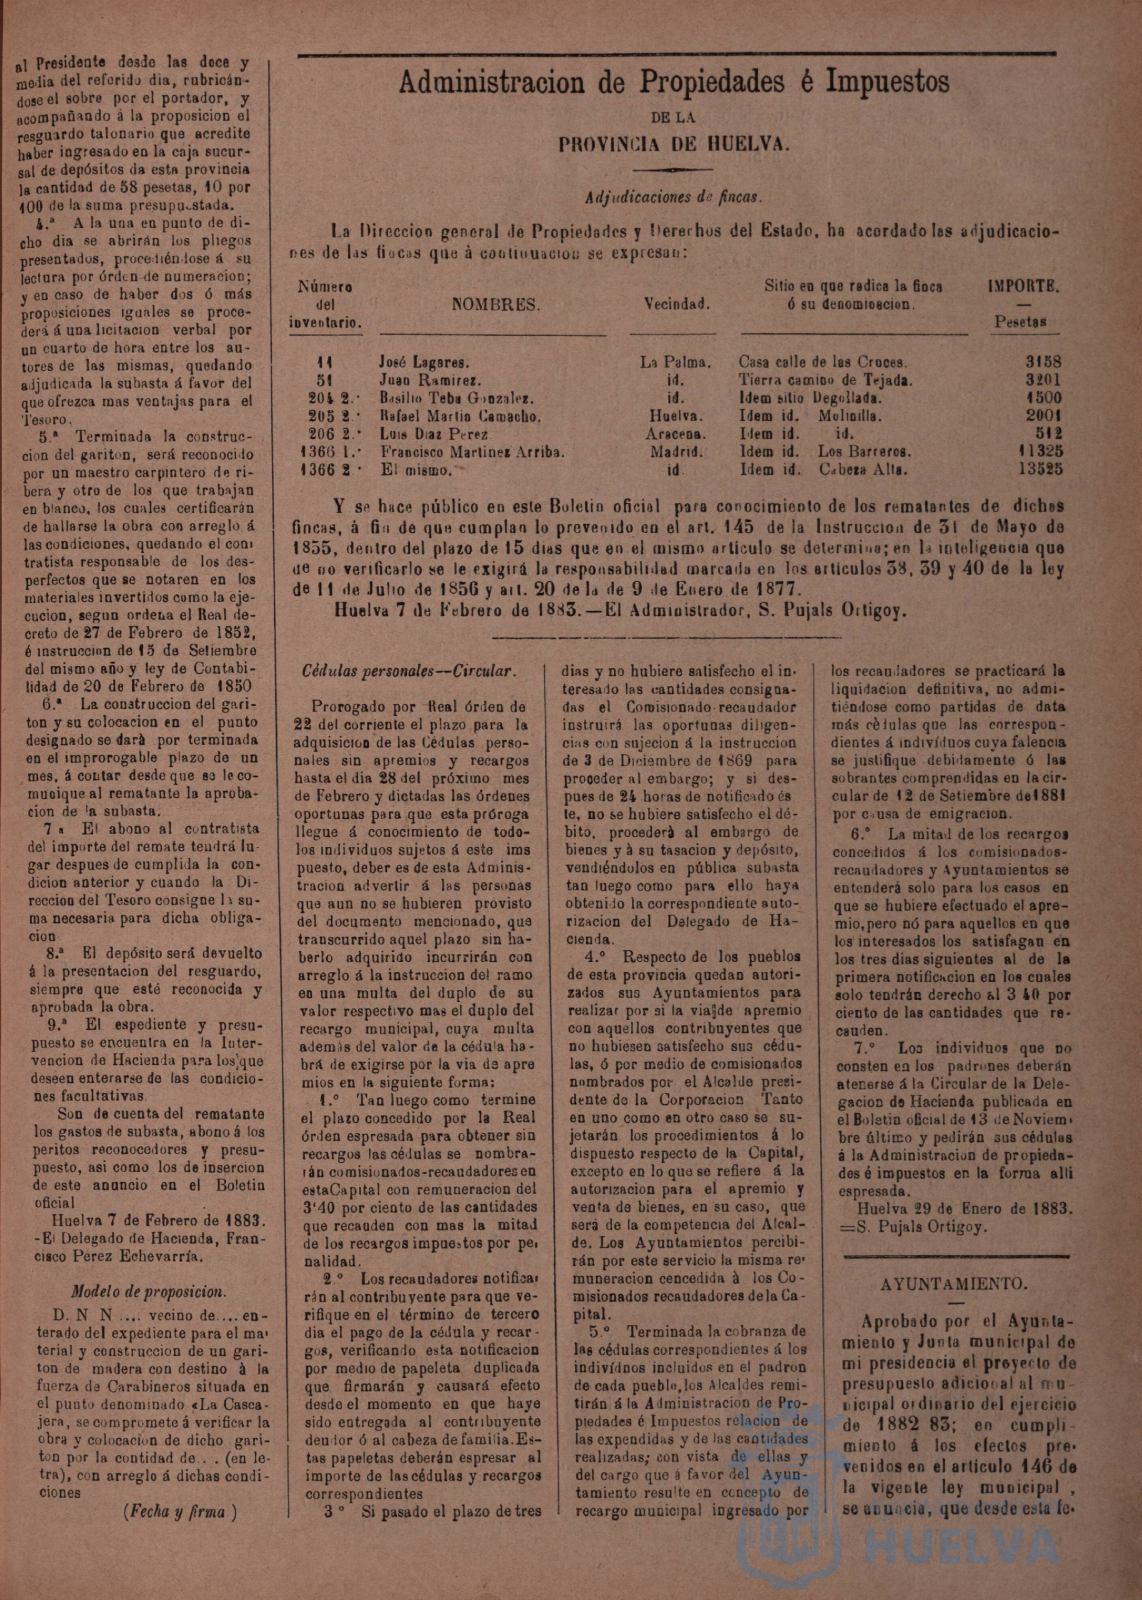 al Presidente desde las doce y
media del referido dia, rubricán-
dose el sobre por el portador, y
acompañando á la proposicion el
resguardo talonario que acredite
haber ingresado en la caja sucur-
sal de depósitos da esta provincia
la cantidad de 58 pesetas, 10 por
100 de la suma presupuestada.
4.ª A la una en punto de di-
cho dia se abrirán los pliegos
presentados, procediéndose á su
lectura por órden de numeracion;
y en caso de haber dos ó más
proposiciones iguales se proce-
derá á una licitacion verbal por
un cuarto de hora entre los au-
tores de las mismas, quedando
adjudicada la subasta á favor del
que ofrezca mas ventajas para el
Tesoro.
5.ª Terminada la construc-
cion del gariton, será reconocido
por un maestro carpintero de ri-
bera y otro de los que trabajan
en blanco, los cuales certificarán
de hallarse la obra con arreglo á
las condiciones, quedando el con
tratista responsable de los des-
perfectos que se notaren en los
materiales invertidos como la eje-
cucion, segun ordena el Real de-
creto de 27 de Febrero de 1852,
é instruccion de 15 de Setiembre
del mismo año y ley de Contabi-
lidad de 20 de Febrero de 1850
6.ª La construccion del gari-
ton y su colocacion en el punto
designado se darà por terminada
en el improrogable plazo de un
mes, á contar desde que se le co-
munique al rematante la aproba-
cion de la subasta.
7 a El abono al contratista
del importe del remate tendrá lu-
gar despues de cumplida la con-
dicion anterior y cuando la Di-
reccion del Tesoro consigne la su-
ma necesaria para dicha obliga-
cion
8.ª El depósito será devuelto
á la presentacion del resguardo,
siempre que esté reconocida y
aprobada la obra.
9.ª El espediente y presu-
puesto se encuentra en la Inter-
vencion de Hacienda para los que
deseen enterarse de las condicio-
nes facultativas
Son de cuenta del rematante
los gastos de subasta, abono á los
peritos reconocedores y presu-
puesto, asi como los de insercion
de este anuncio en el Boletin
oficial
Huelva 7 de Febrero de 1883.
-El Delegado de Hacienda, Fran-
cisco Pérez Echevarría.
Modelo de proposicion.
D. N N .... vecino de.... en-
terado del expediente para el ma-
terial y construccion de un gari-
ton de madera con destino à la
fuerza de Carabineros situada en
el punto denominado «La Casca-
jera, se compromete á verificar la
obra y colocacion de dicho gari-
ton por la contidad de . . (en le-
tra), con arreglo á dichas condi-
ciones
(Fecha y firma )
Administracion de Propiedades é Impuestos
DE LA
PROVINCIA DE HUELVA.
Adjudicaciones de fincas.
La Direccion general de Propiedades y Derechos del Estado, ha acordado las adjudicacio-
nes de las fincas que à continuacion se expresan:
Número del inventario. NOMBRES. Vecindad. Sitio en que radica la finca ó su denominacion. IMPORTE. — Pesetas
11 José Lagares. La Palma. Casa calle de las Cruces. 3158
51 Juan Ramirez. id. Tierra camino de Tejada. 3201
204 2.º Basilio Teba Gonzalez. id. Idem sitio Degollada. 1500
205 2.º Rafael Martin Camacho. Huelva. Idem id. Molinilla. 2001
206 2.º Luis Diaz Perez Aracena. Idem id. id. 512
1366 1.º Francisco Martinez Arriba. Madrid. Idem id. Los Barreros. 11325
1366 2º El mismo. id Idem id. Cabeza Alta. 13525
Y se hace público en este Boletin oficial para conocimiento de los rematantes de dichas
fincas, á fin de que cumplan lo prevenido en el art. 145 de la Instruccion de 31 de Mayo de
1855, dentro del plazo de 15 dias que en el mismo artículo se determina; en la inteligencia que
de no verificarlo se le exigirá la responsabilidad marcada en los artículos 38, 39 y 40 de la ley
de 11 de Julio de 1856 y art. 20 de la de 9 de Enero de 1877.
Huelva 7 de Febrero de 1883.—El Administrador, S. Pujals Ortigoy.
Cédulas personales—Circular.
Prorogado por Real órden de
22 del corriente el plazo para la
adquisicion de las Cédulas perso-
nales sin apremios y recargos
hasta el dia 28 del próximo mes
de Febrero y dictadas las órdenes
oportunas para que esta próroga
llegue á conocimiento de todo-
los individuos sujetos á este ims
puesto, deber es de esta Adminis-
tracion advertir á las personas
que aun no se hubieren provisto
del documento mencionado, que
transcurrido aquel plazo sin ha-
berlo adquirido incurrirán con
arreglo á la instruccion del ramo
en una multa del duplo de su
valor respectivo mas el duplo del
recargo municipal, cuya multa
además del valor de la cédula ha-
brá de exigirse por la via de apre
mios en la siguiente forma:
1.º Tan luego como termine
el plazo concedido por la Real
órden espresada para obtener sin
recargos las cédulas se nombra-
rán comisionados-recaudadores en
esta Capital con remuneracion del
3'40 por ciento de las cantidades
que recauden con mas la mitad
de los recargos impuestos por pe
nalidad.
2.º Los recaudadores notifica
rán al contribuyente para que ve-
rifique en el término de tercero
dia el pago de la cédula y recar-
gos, verificando esta notificacion
por medio de papeleta duplicada
que firmarán y causará efecto
desde el momento en que haye
sido entregada al contribuyente
deudor ó al cabeza de familia. Es-
tas papeletas deberán espresar al
importe de las cédulas y recargos
correspondientes
3 º Si pasado el plazo de tres
dias y no hubiere satisfecho el in-
teresado las cantidades consigna-
das el Comisionado recaudador
instruirá las oportunas diligen-
cias con sujecion á la instruccion
de 3 de Diciembre de 1869 para
proceder al embargo; y si des-
pues de 24 horas de notificado és
te, no se hubiere satisfecho el dé-
bito, procederà al embargo de
bienes y à su tasacion y depósito,
vendiéndolos en pública subasta
tan luego como para ello haya
obtenido la correspondiente auto-
rizacion del Delegado de Ha-
cienda.
4.º Respecto de los pueblos
de esta provincia quedan autori-
zados sus Ayuntamientos para
realizar por si la via de apremio
con aquellos contribuyentes que
no hubiesen satisfecho sus cédu-
las, ó por medio de comisionados
nombrados por el Alcalde presi-
dente de la Corporacion Tanto
en uno como en otro caso se su-
jetarán los procedimientos á lo
dispuesto respecto de la Capital,
excepto en lo que se refiere á la
autorizacion para el apremio y
venta de bienes, en su caso, que
será de la competencia del Alcal-
de. Los Ayuntamientos percibi-
rán por este servicio la misma re-
muneracion cencedida à los Co-
misionados recaudadores de la Ca-
pital.
5.º Terminada la cobranza de
las cédulas correspondientes á los
indivíduos incluidos en el padron
de cada pueblo, los Alcaldes remi-
tirán á la Administracion de Pro-
piedades é Impuestos relacion de
las expendidas y de las cantidades
realizadas; con vista de ellas y
del cargo que á favor del Ayun-
tamiento resulte en concepto de
recargo municipal ingresado por
los recaudadores se practicará la
liquidacion definitiva, no admi-
tiéndose como partidas de data
más cèdulas que las correspon-
dientes á indivíduos cuya falencia
se justifique debidamente ó las
sobrantes comprendidas en la cir-
cular de 12 de Setiembre de 1881
por causa de emigracion.
6.º La mitad de los recargos
concedidos á los comisionados-
recaudadores y Ayuntamientos se
entenderá solo para los casos en
que se hubiere efectuado el apre-
mio, pero nó para aquellos en que
los interesados los satisfagan en
los tres dias siguientes al de la
primera notificacion en los cuales
solo tendrán derecho al 3 40 por
ciento de las cantidades que re-
cauden.
7.º Los individuos que no
consten en los padrones deberán
atenerse á la Circular de la Dele-
gacion de Hacienda publicada en
el Boletin oficial de 13 de Noviem-
bre último y pedirán sus cédulas
á la Administracion de propieda-
des é impuestos en la forma alli
espresada.
Huelva 29 de Enero de 1883.
=S. Pujals Ortigoy.
AYUNTAMIENTO.
Aprobado por el Ayunta-
miento y Junta municipal de
mi presidencia el proyecto de
presupuesto adicional al mu-
nicipal ordinario del ejercicio
de 1882 83; en cumpli-
miento á los efectos pre-
venidos en el articulo 146 de
la vigente ley municipal ,
se anuncia, que desde esta fe-
HUELVA